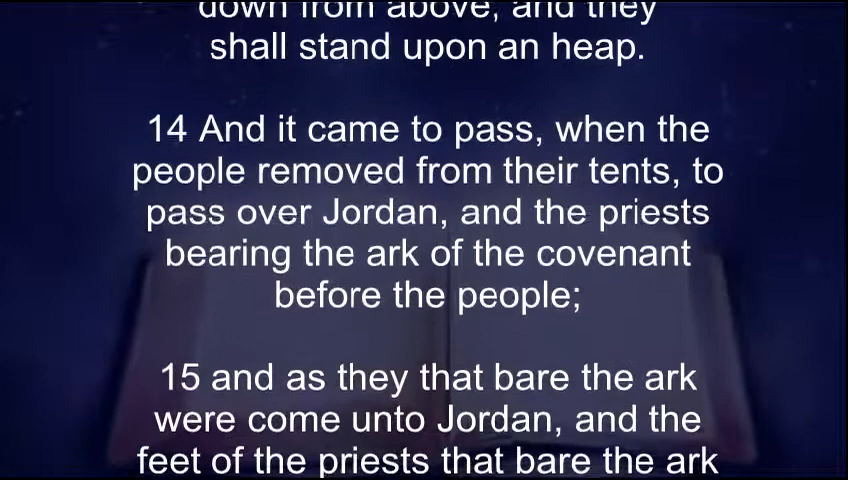 down from above, and they
shall stand upon an heap.
14 And it came to pass, when the
people removed from their tents, to
pass over Jordan, and the priests
bearing the ark of the covenant
before the people;
15 and as they that bare the ark
were come unto Jordan, and the
feet of the priests that bare the ark